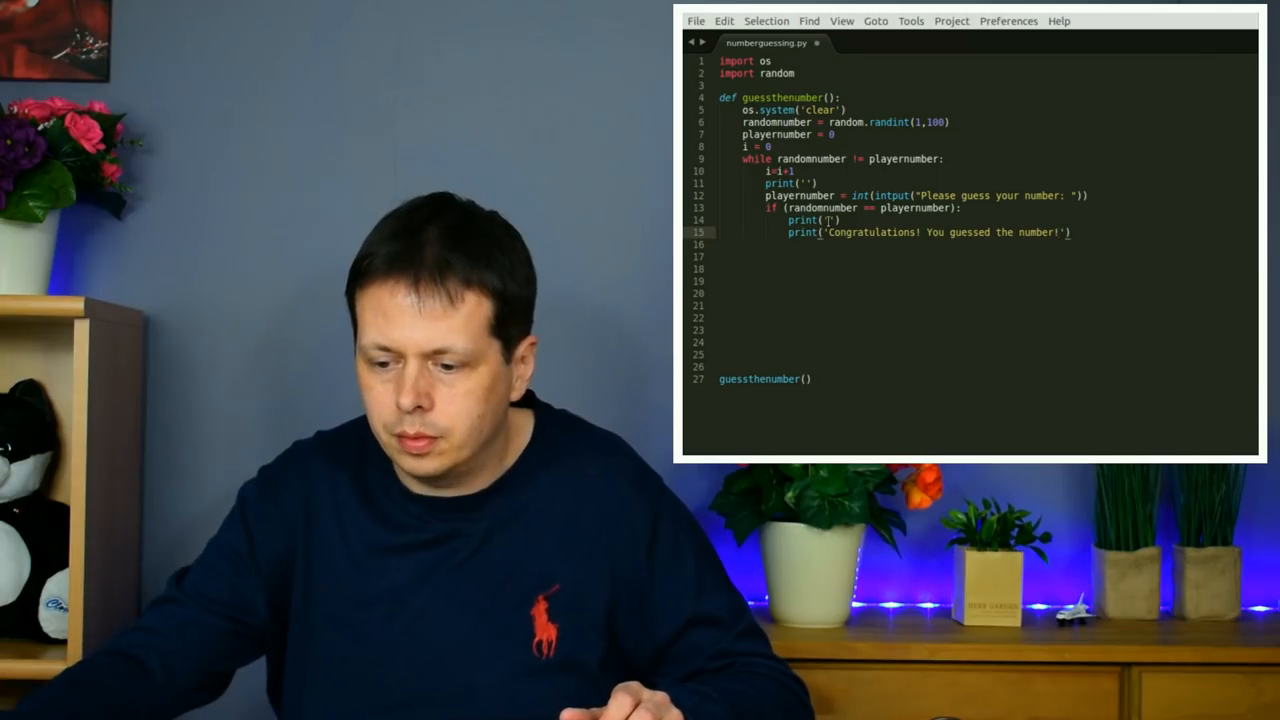 File Edit Selection Find View Goto Tools Project Preferences Help
numberguessing.py
1 import os
2 import random
3
4 def guessthenumber():
5 os.system('clear')
6 randomnumber = random.randint(1,100)
7 playernumber = 0
8 i = 0
9 while randomnumber != playernumber:
10 i=i+1
11 print('')
12 playernumber = int(intput("Please guess your number: "))
13 if (randomnumber == playernumber):
14 print('')
15 print('Congratulations! You guessed the number!')
16
17
18
19
20
21
22
23
24
25
26
27 guessthenumber()
HERB GARDEN